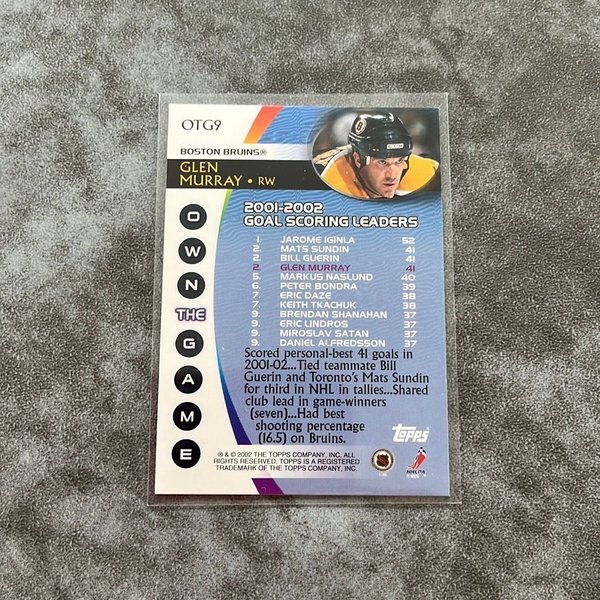 OTG9
BOSTON BRUINS®
GLEN
MURRAY • RW
OWN THE GAME
2001-2002
GOAL SCORING LEADERS
1. JAROME IGINLA 52
2. MATS SUNDIN 41
2. BILL GUERIN 41
2. GLEN MURRAY 41
5. MARKUS NASLUND 40
6. PETER BONDRA 39
7. ERIC DAZE 38
7. KEITH TKACHUK 38
9. BRENDAN SHANAHAN 37
9. ERIC LINDROS 37
9. MIROSLAV SATAN 37
9. DANIEL ALFREDSSON 37
Scored personal-best 41 goals in
2001-02...Tied teammate Bill
Guerin and Toronto's Mats Sundin
for third in NHL in tallies...Shared
club lead in game-winners
(seven)...Had best
shooting percentage
(16.5) on Bruins.
topps
® & © 2002 THE TOPPS COMPANY, INC. ALL
RIGHTS RESERVED. TOPPS IS A REGISTERED
TRADEMARK OF THE TOPPS COMPANY, INC.